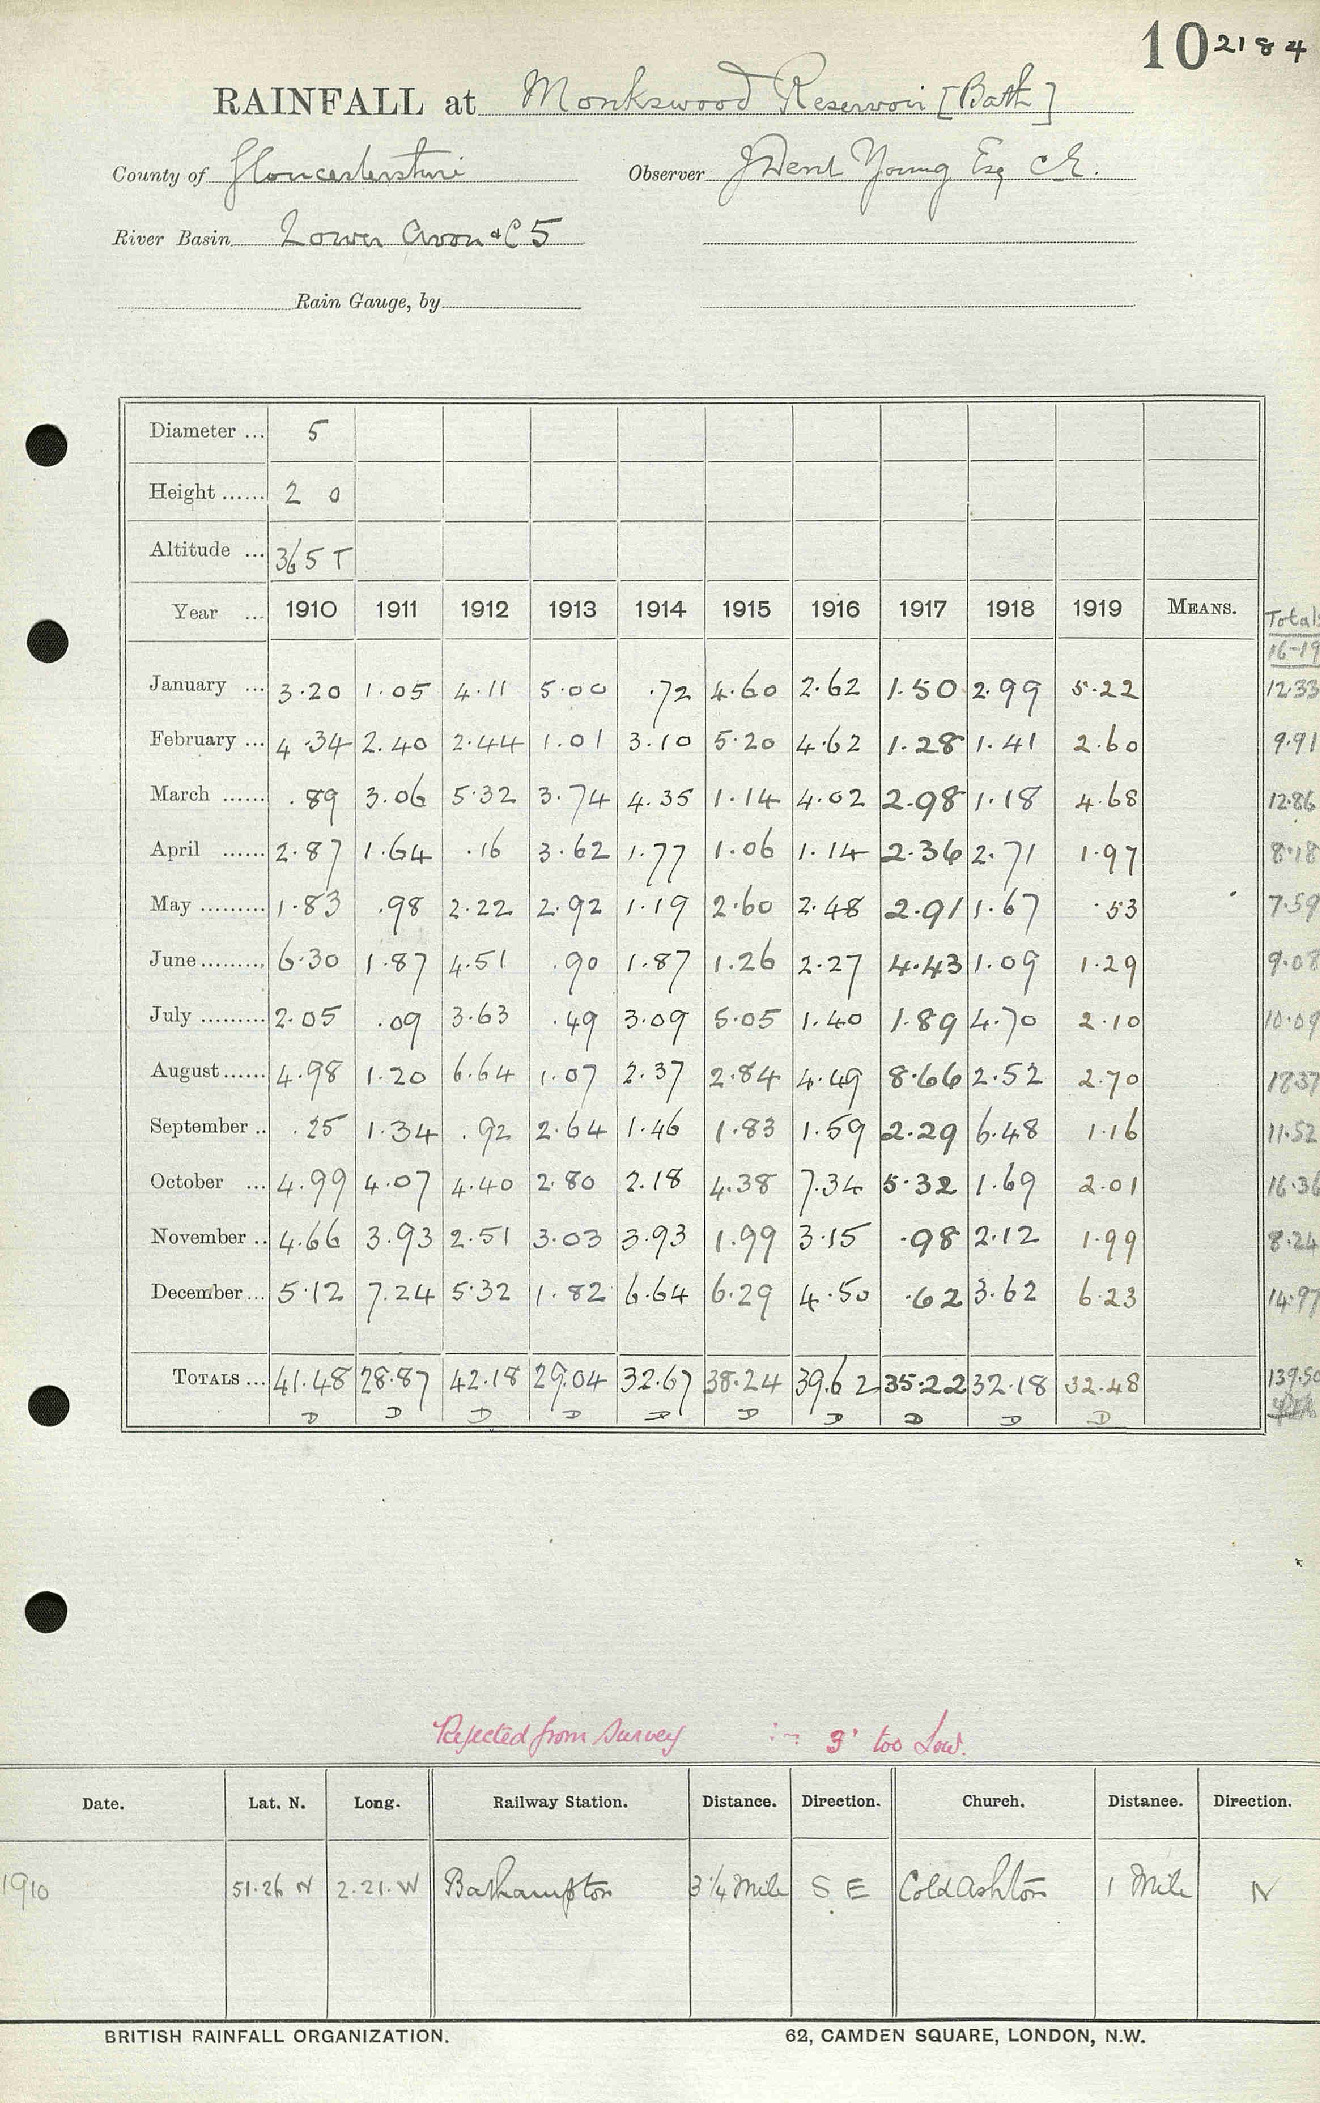 10 2184
RAINFALL at Monkswood Reservoir [Bath]
County of Gloucestershire Observer J Dent Young Esq C.E.
River Basin Lower Avon & C 5
Rain Gauge, by
Diameter ... 5
Height ...... 2 0
Altitude ... 365 T
Year ... 1910 1911 1912 1913 1914 1915 1916 1917 1918 1919 MEANS. Totals
16-19
January ... 3.20 1.05 4.11 5.00 .72 4.60 2.62 1.50 2.99 5.22 12.33
February ... 4.34 2.40 2.44 1.01 3.10 5.20 4.62 1.28 1.41 2.60 9.91
March ...... .89 3.06 5.32 3.74 4.35 1.14 4.02 2.98 1.18 4.68 12.86
April ...... 2.87 1.64 .16 3.62 1.77 1.06 1.14 2.36 2.71 1.97 8.18
May ......... 1.83 .98 2.22 2.92 1.19 2.60 2.48 2.91 1.67 .53 7.59
June......... 6.30 1.87 4.51 .90 1.87 1.26 2.27 4.43 1.09 1.29 9.08
July ......... 2.05 .09 3.63 .49 3.09 5.05 1.40 1.89 4.70 2.10 10.09
August...... 4.98 1.20 6.64 1.07 2.37 2.84 4.49 8.66 2.52 2.70 18.37
September .. .25 1.34 .92 2.64 1.46 1.83 1.59 2.29 6.48 1.16 11.52
October ... 4.99 4.07 4.40 2.80 2.18 4.38 7.34 5.32 1.69 2.01 16.36
November .. 4.66 3.93 2.51 3.03 3.93 1.99 3.15 .98 2.12 1.99 8.24
December... 5.12 7.24 5.32 1.82 6.64 6.29 4.50 .62 3.62 6.23 14.97
TOTALS ... 41.48 28.87 42.18 29.04 32.67 38.24 39.62 35.22 32.18 32.48 139.50
D D D D D D D D D D
Rejected from Survey :- 3" too Low.
Date. Lat. N. Long. Railway Station. Distance. Direction. Church. Distance. Direction.
1910 51.26 N 2.21.W Bathampton 3 1/4 Mile S E Cold Ashton 1 Mile N
BRITISH RAINFALL ORGANIZATION. 62, CAMDEN SQUARE, LONDON, N.W.